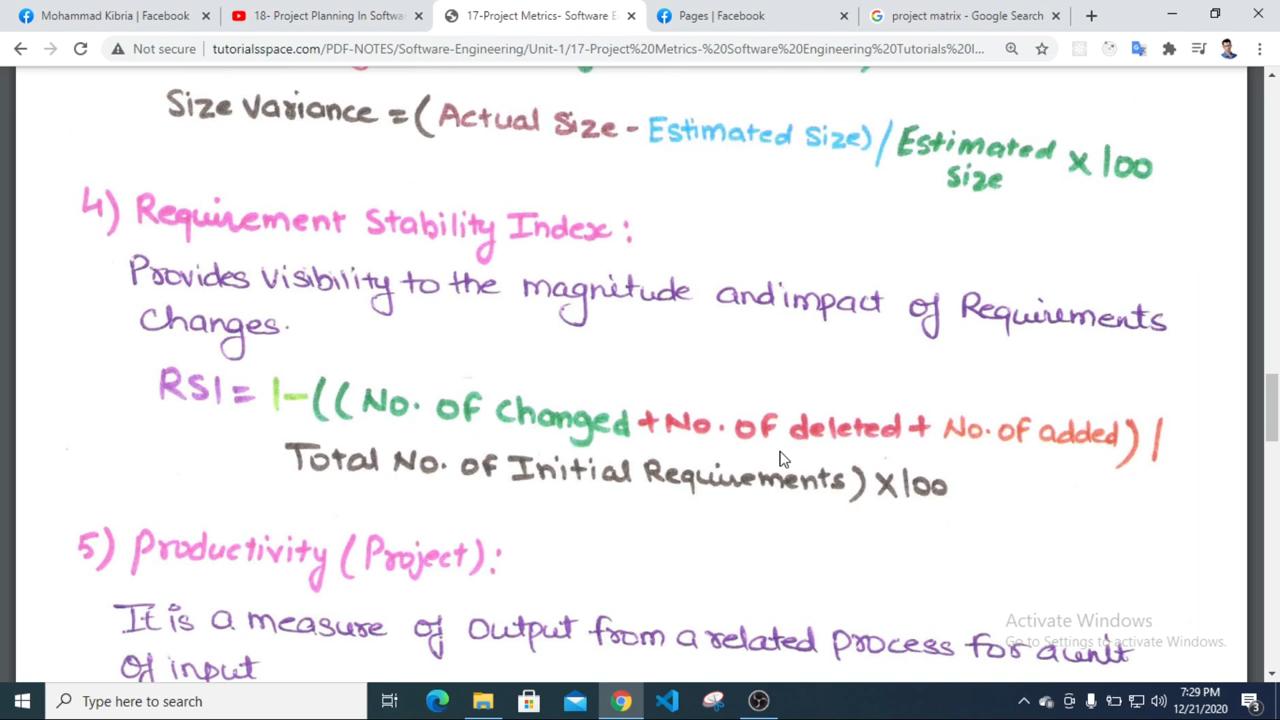 Mohammad Kibria | Facebook
18- Project Planning In Softwa
17-Project Metrics- Software E
Pages | Facebook
project matrix - Google Search
Not secure
tutorialsspace.com/PDF-NOTES/Software-Engineering/Unit-1/17-Project%20Metrics-%20Software%20Engineering%20Tutorials%20I...
Size Variance = (Actual Size - Estimated Size) / Estimated Size x 100
4) Requirement Stability Index :
Provides visibility to the magnitude and impact of Requirements
Changes.
RSI = 1-((No. of changed + No. of deleted + No. of added) /
Total No. of Initial Requirements) x 100
5) Productivity (Project) :
It is a measure of output from a related process for a unit
Of input
Activate Windows
Go to Settings to activate Windows.
Type here to search
7:29 PM
12/21/2020
3